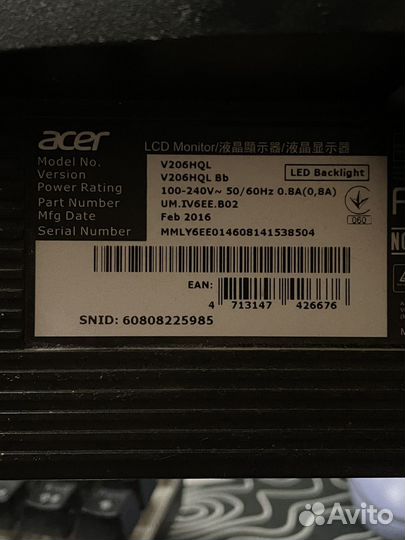 acer
LCD Monitor/液晶顯示器/液晶显示器
Model No. V206HQL
Version V206HQL Bb
LED Backlight
Power Rating 100-240V~ 50/60Hz 0.8A(0,8A)
Part Number UM.IV6EE.B02
Mfg Date Feb 2016
060
Serial Number MMLY6EE014608141538504
EAN:
4 713147 426676
SNID: 60808225985
Avito